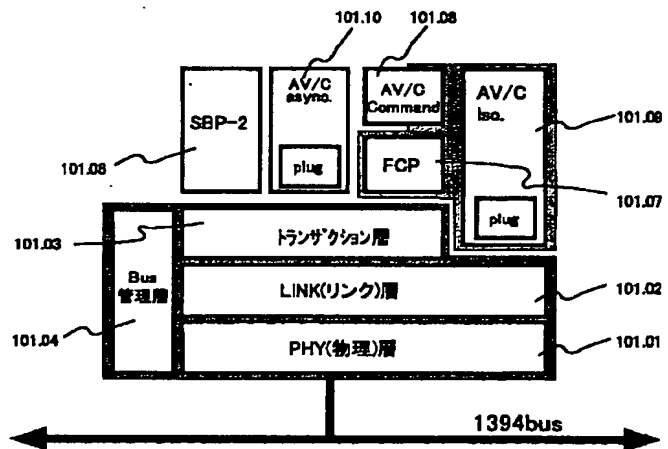 101.10
101.08
AV/C
async.
AV/C
Command
AV/C
Iso.
101.09
SBP-2
FCP
plug
101.08
101.07
plug
101.03
トランザクション層
Bus
管理層
LINK(リンク)層
101.02
101.04
PHY(物理)層
101.01
1394bus